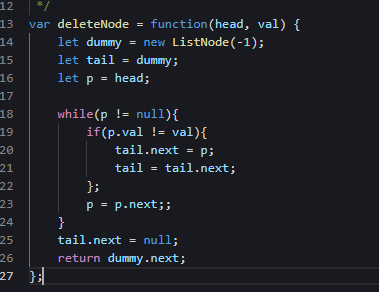 12 */
13 var deleteNode = function(head, val) {
14     let dummy = new ListNode(-1);
15     let tail = dummy;
16     let p = head;
17
18     while(p != null){
19         if(p.val != val){
20             tail.next = p;
21             tail = tail.next;
22         };
23         p = p.next;;
24     }
25     tail.next = null;
26     return dummy.next;
27 };